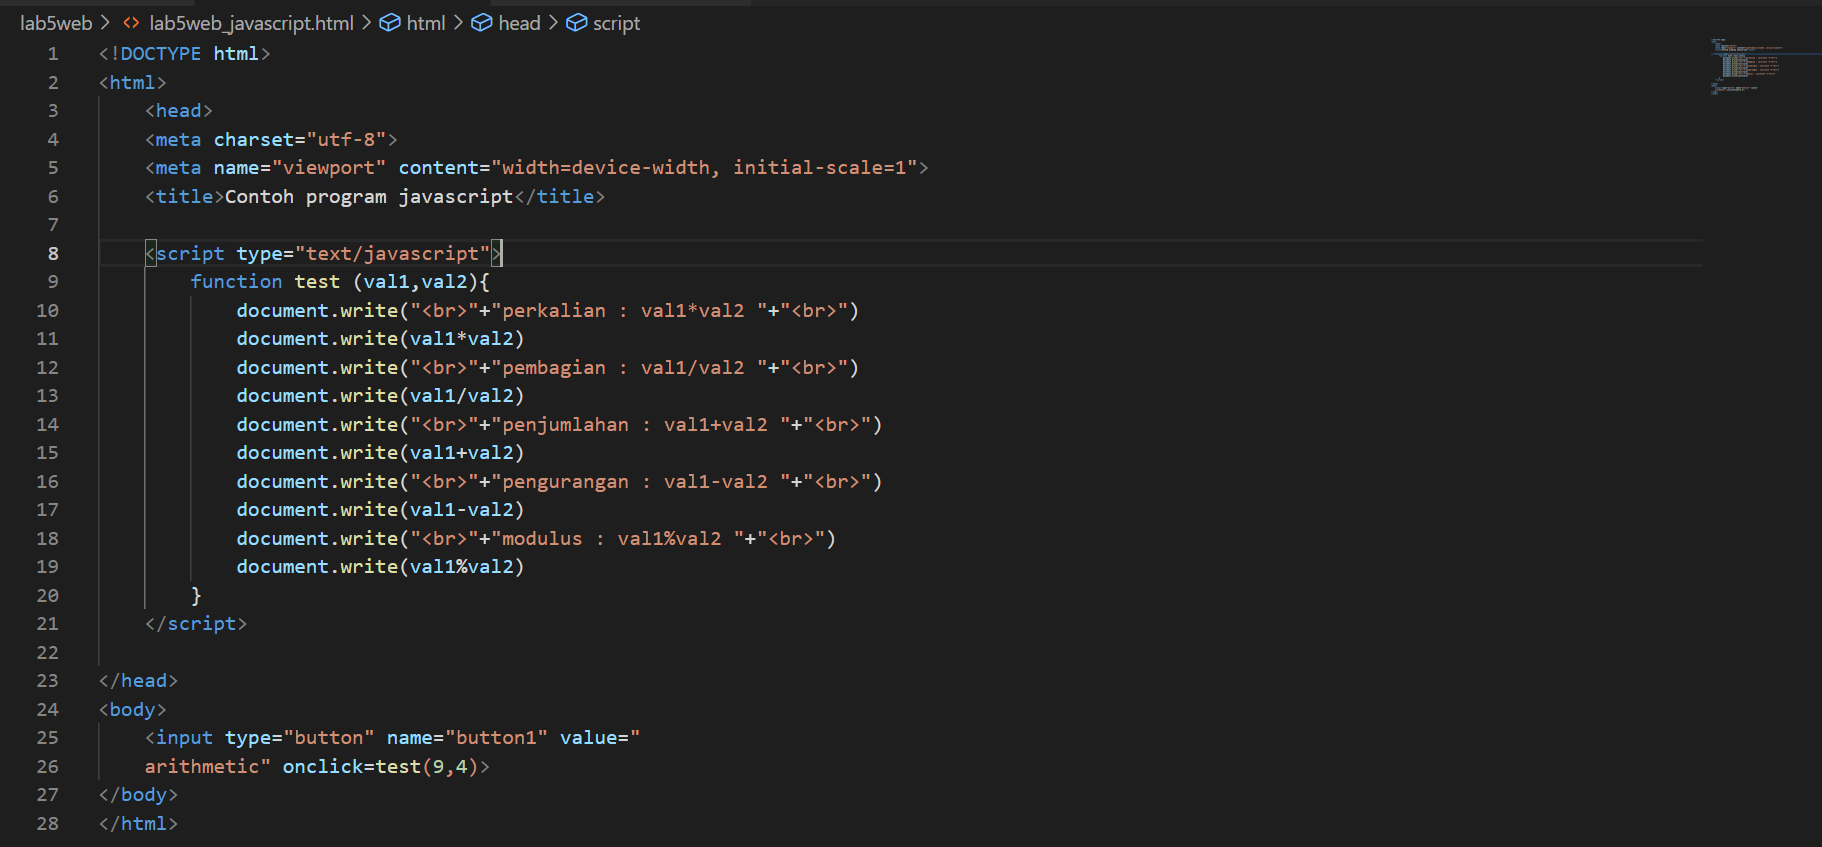 lab5web > <> lab5web_javascript.html > html > head > script
1 <!DOCTYPE html>
2 <html>
3     <head>
4     <meta charset="utf-8">
5     <meta name="viewport" content="width=device-width, initial-scale=1">
6     <title>Contoh program javascript</title>
7
8     <script type="text/javascript">
9         function test (val1,val2){
10             document.write("<br>"+"perkalian : val1*val2 "+"<br>")
11             document.write(val1*val2)
12             document.write("<br>"+"pembagian : val1/val2 "+"<br>")
13             document.write(val1/val2)
14             document.write("<br>"+"penjumlahan : val1+val2 "+"<br>")
15             document.write(val1+val2)
16             document.write("<br>"+"pengurangan : val1-val2 "+"<br>")
17             document.write(val1-val2)
18             document.write("<br>"+"modulus : val1%val2 "+"<br>")
19             document.write(val1%val2)
20         }
21     </script>
22
23 </head>
24 <body>
25     <input type="button" name="button1" value="
26     arithmetic" onclick=test(9,4)>
27 </body>
28 </html>